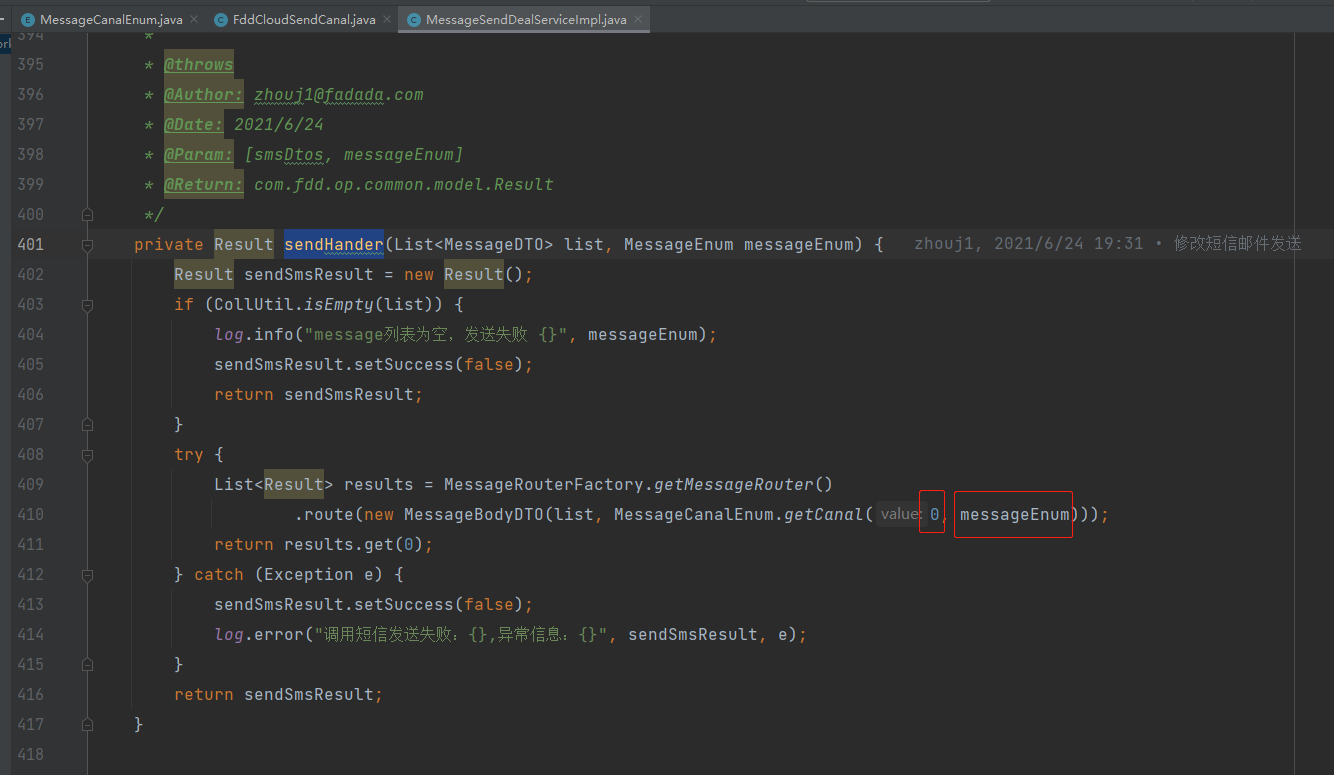 MessageCanalEnum.java × FddCloudSendCanal.java × MessageSendDealServiceImpl.java ×
394 *
395 * @throws
396 * @Author: zhouj1@fadada.com
397 * @Date: 2021/6/24
398 * @Param: [smsDtos, messageEnum]
399 * @Return: com.fdd.op.common.model.Result
400 */
401 private Result sendHander(List<MessageDTO> list, MessageEnum messageEnum) { zhouj1, 2021/6/24 19:31 • 修改短信邮件发送
402 Result sendSmsResult = new Result();
403 if (CollUtil.isEmpty(list)) {
404 log.info("message列表为空，发送失败 {}", messageEnum);
405 sendSmsResult.setSuccess(false);
406 return sendSmsResult;
407 }
408 try {
409 List<Result> results = MessageRouterFactory.getMessageRouter()
410 .route(new MessageBodyDTO(list, MessageCanalEnum.getCanal( value: 0, messageEnum)));
411 return results.get(0);
412 } catch (Exception e) {
413 sendSmsResult.setSuccess(false);
414 log.error("调用短信发送失败：{},异常信息：{}", sendSmsResult, e);
415 }
416 return sendSmsResult;
417 }
418